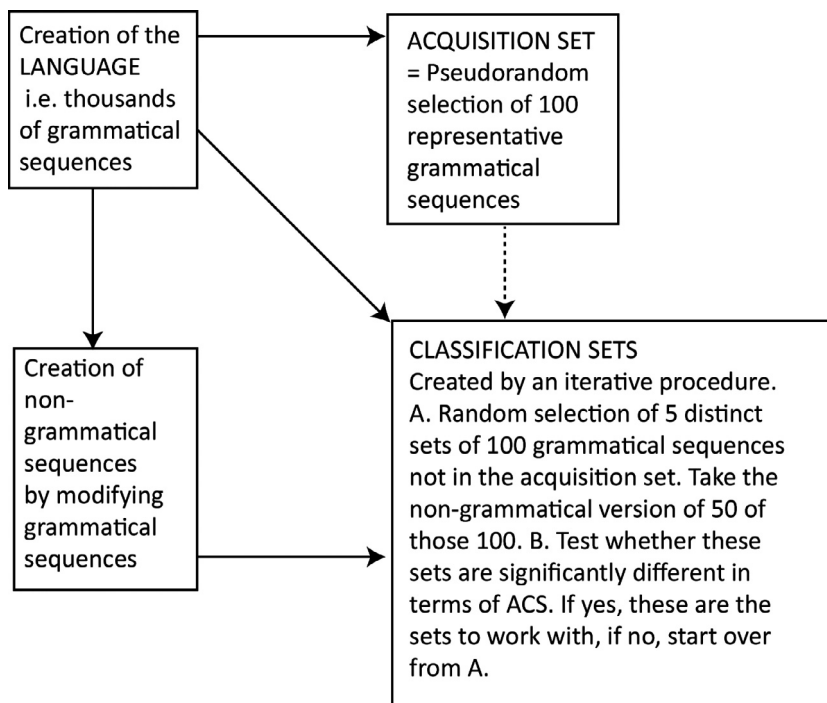 Creation of the
LANGUAGE
i.e. thousands
of grammatical
sequences
ACQUISITION SET
= Pseudorandom
selection of 100
representative
grammatical
sequences
Creation of
non-
grammatical
sequences
by modifying
grammatical
sequences
CLASSIFICATION SETS
Created by an iterative procedure.
A. Random selection of 5 distinct
sets of 100 grammatical sequences
not in the acquisition set. Take the
non-grammatical version of 50 of
those 100. B. Test whether these
sets are significantly different in
terms of ACS. If yes, these are the
sets to work with, if no, start over
from A.